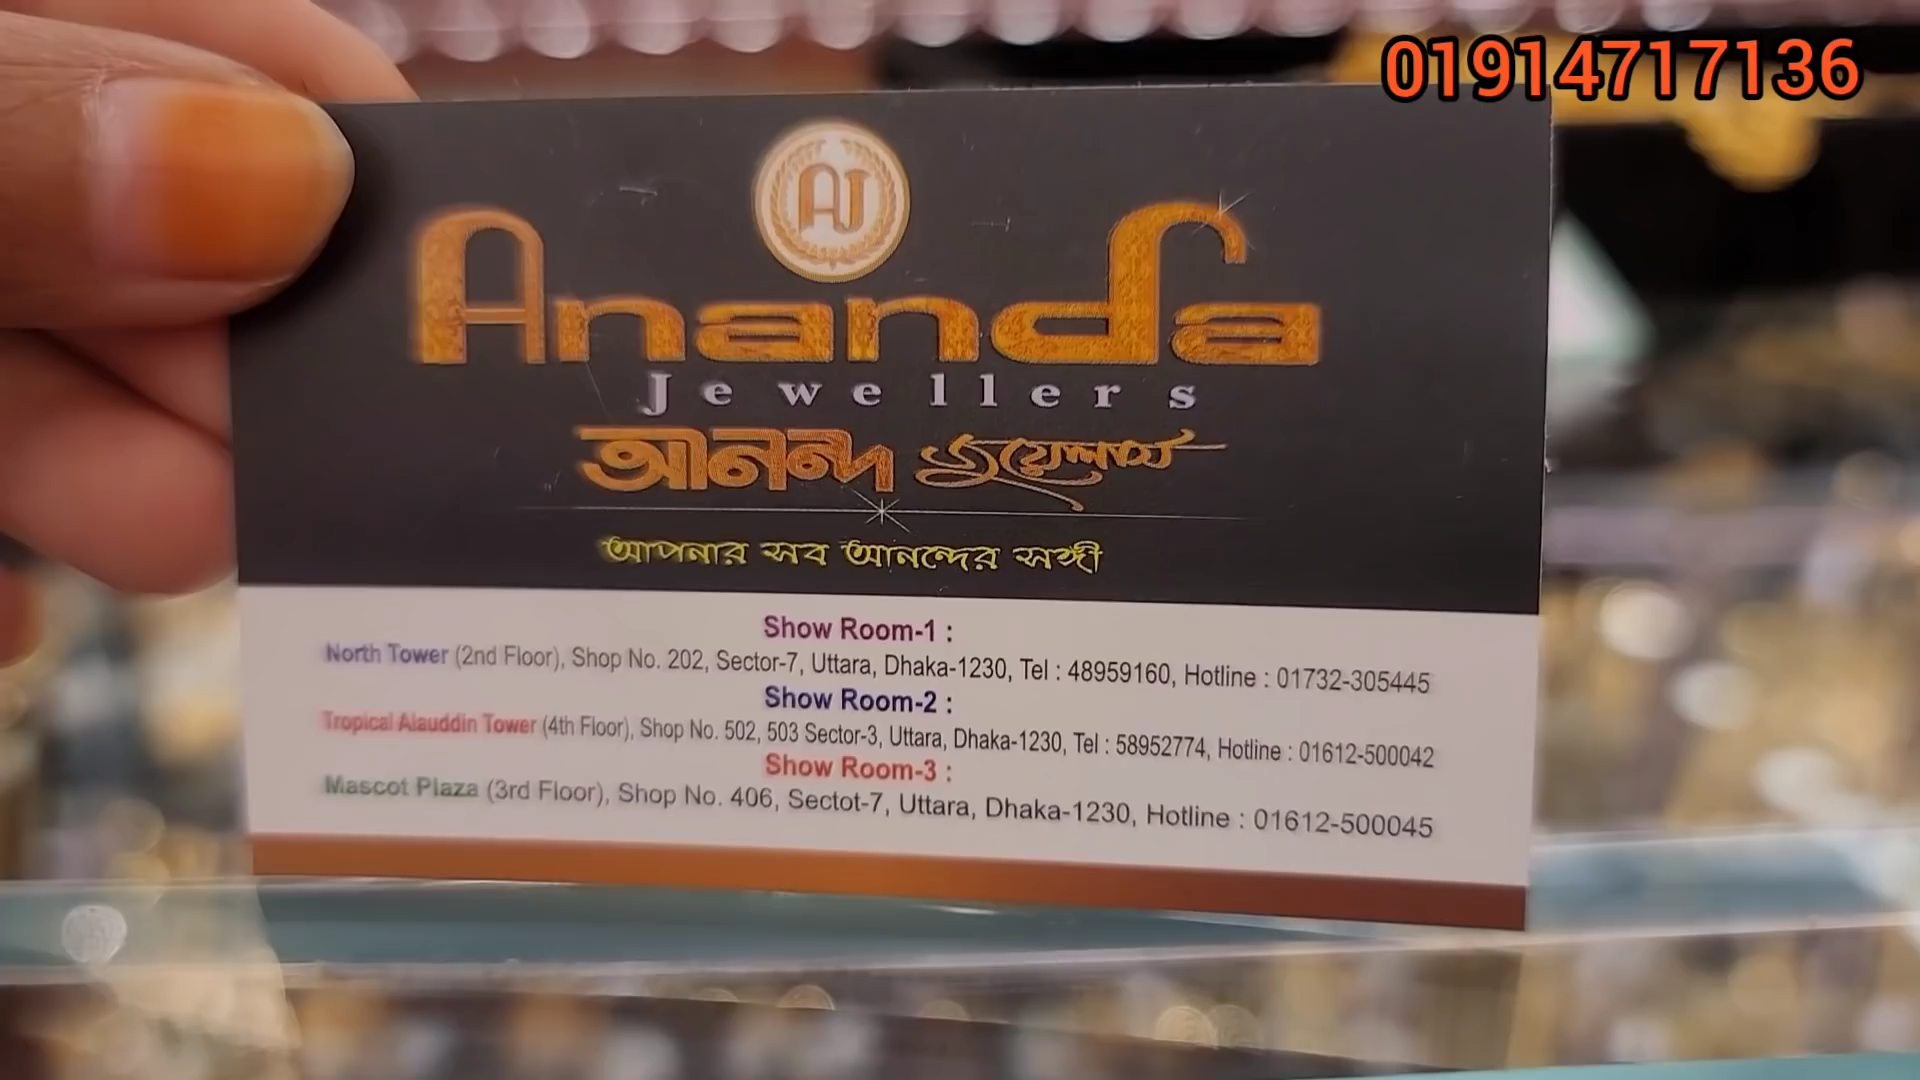 01914717136
AJ
Ananda
Jewellers
আনন্দ জুয়েলার্স
আপনার সব আনন্দের সঙ্গী
Show Room-1 :
North Tower (2nd Floor), Shop No. 202, Sector-7, Uttara, Dhaka-1230, Tel : 48959160, Hotline : 01732-305445
Show Room-2 :
Tropical Alauddin Tower (4th Floor), Shop No. 502, 503 Sector-3, Uttara, Dhaka-1230, Tel : 58952774, Hotline : 01612-500042
Show Room-3 :
Mascot Plaza (3rd Floor), Shop No. 406, Sectot-7, Uttara, Dhaka-1230, Hotline : 01612-500045